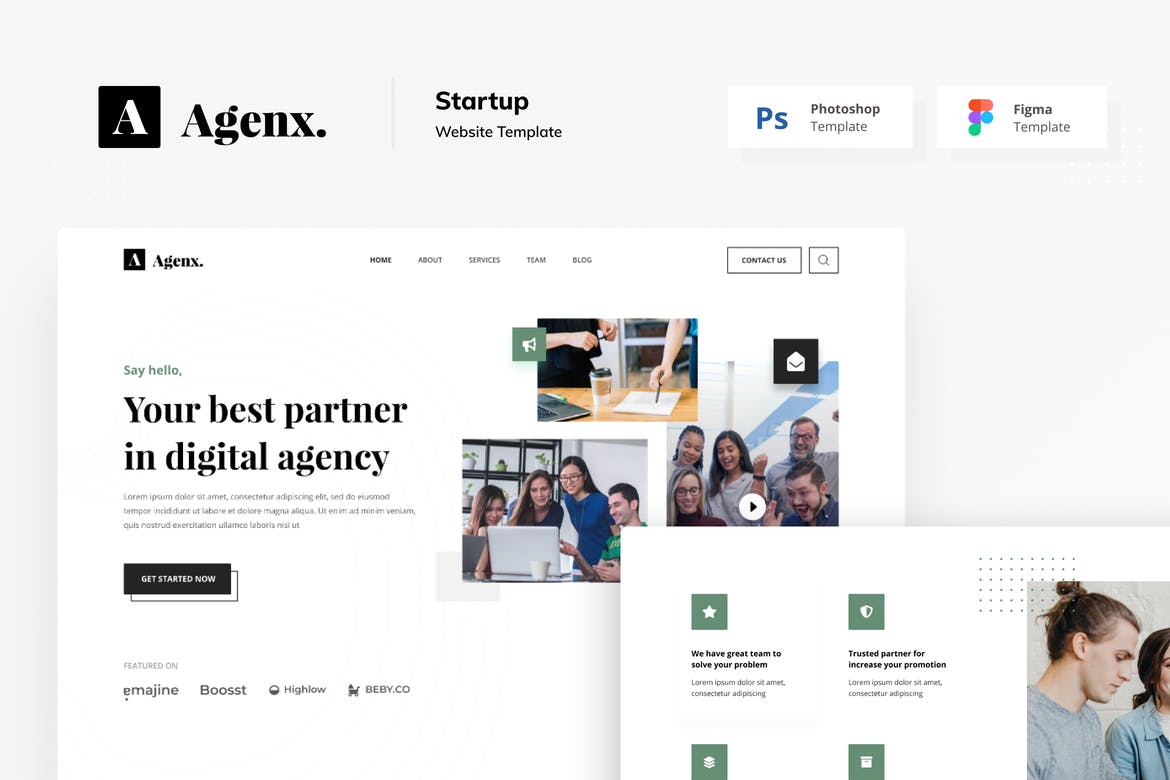 A Agenx.
Startup
Website Template
Ps
Photoshop
Template
Figma
Template
A Agenx.
HOME ABOUT SERVICES TEAM BLOG
CONTACT US
Say hello,
Your best partner
in digital agency
Lorem ipsum dolor sit amet, consectetur adipiscing elit, sed do eiusmod
tempor incididunt ut labore et dolore magna aliqua. Ut enim ad minim veniam,
quis nostrud exercitation ullamco laboris nisi ut
GET STARTED NOW
FEATURED ON
emajine Boosst Highlow BEBY.CO
We have great team to
solve your problem
Lorem ipsum dolor sit amet,
consectetur adipiscing
Trusted partner for
increase your promotion
Lorem ipsum dolor sit amet,
consectetur adipiscing